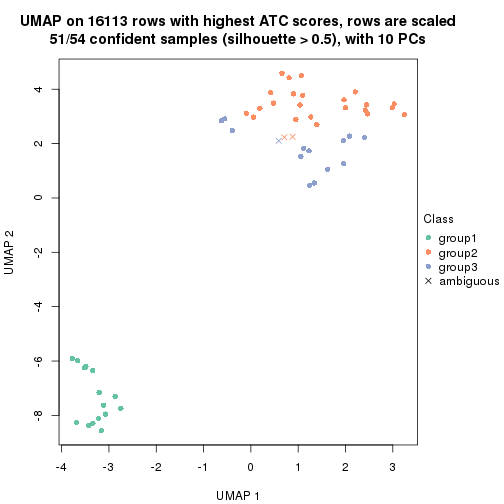 UMAP on 16113 rows with highest ATC scores, rows are scaled
51/54 confident samples (silhouette > 0.5), with 10 PCs
4
2
0
-2
-4
-6
-8
UMAP 2
-4
-3
-2
-1
0
1
2
3
UMAP 1
Class
group1
group2
group3
ambiguous